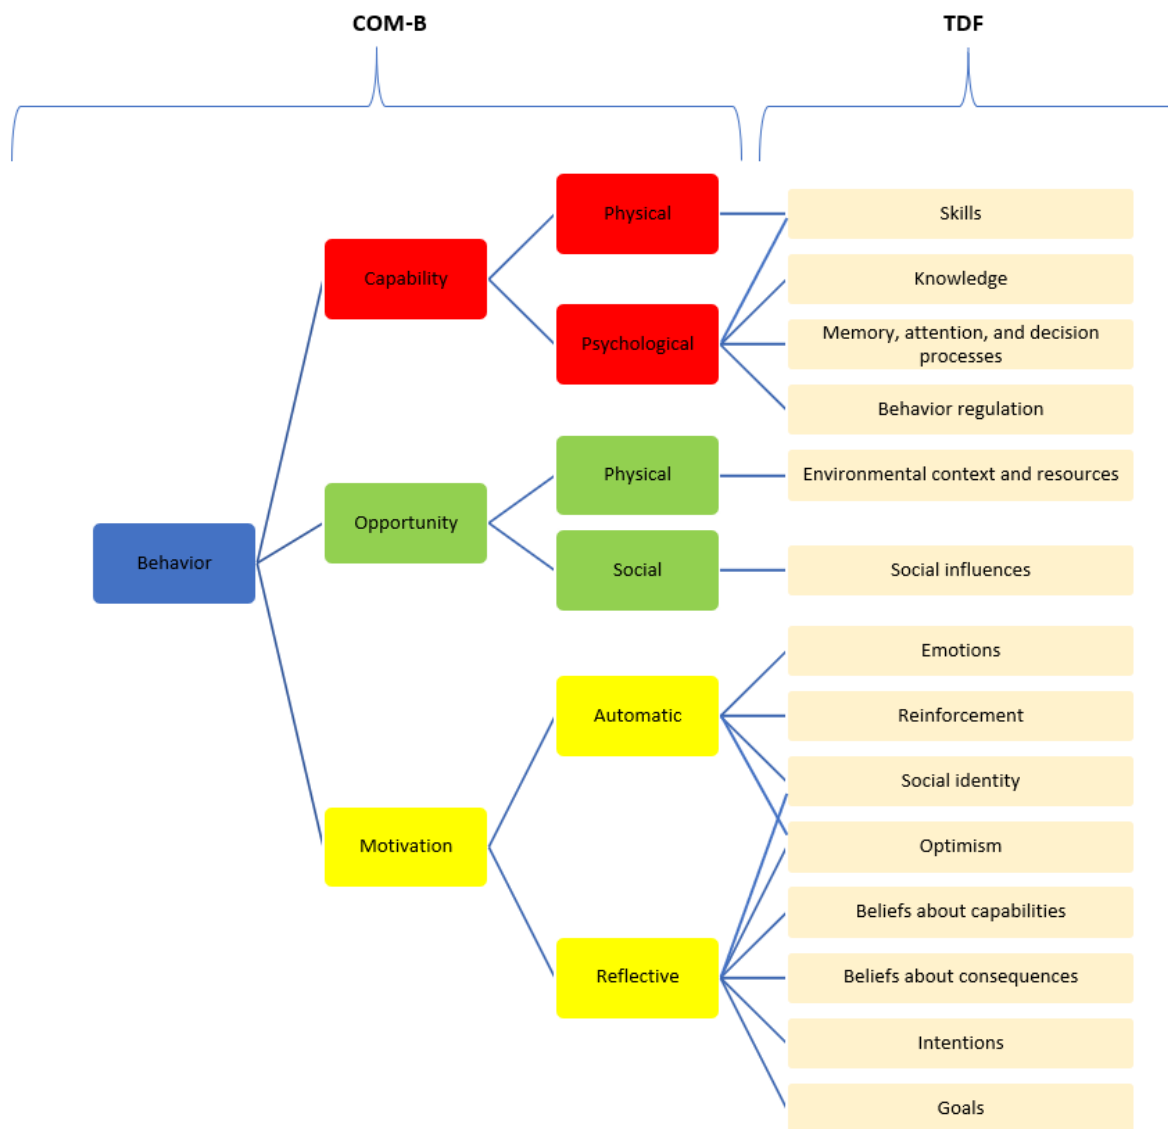 COM-B
TDF
Physical
Skills
Capability
Knowledge
Psychological
Memory, attention, and decision
processes
Behavior regulation
Physical
Environmental context and resources
Opportunity
Behavior
Social
Social influences
Emotions
Automatic
Reinforcement
Social identity
Motivation
Optimism
Beliefs about capabilities
Reflective
Beliefs about consequences
Intentions
Goals